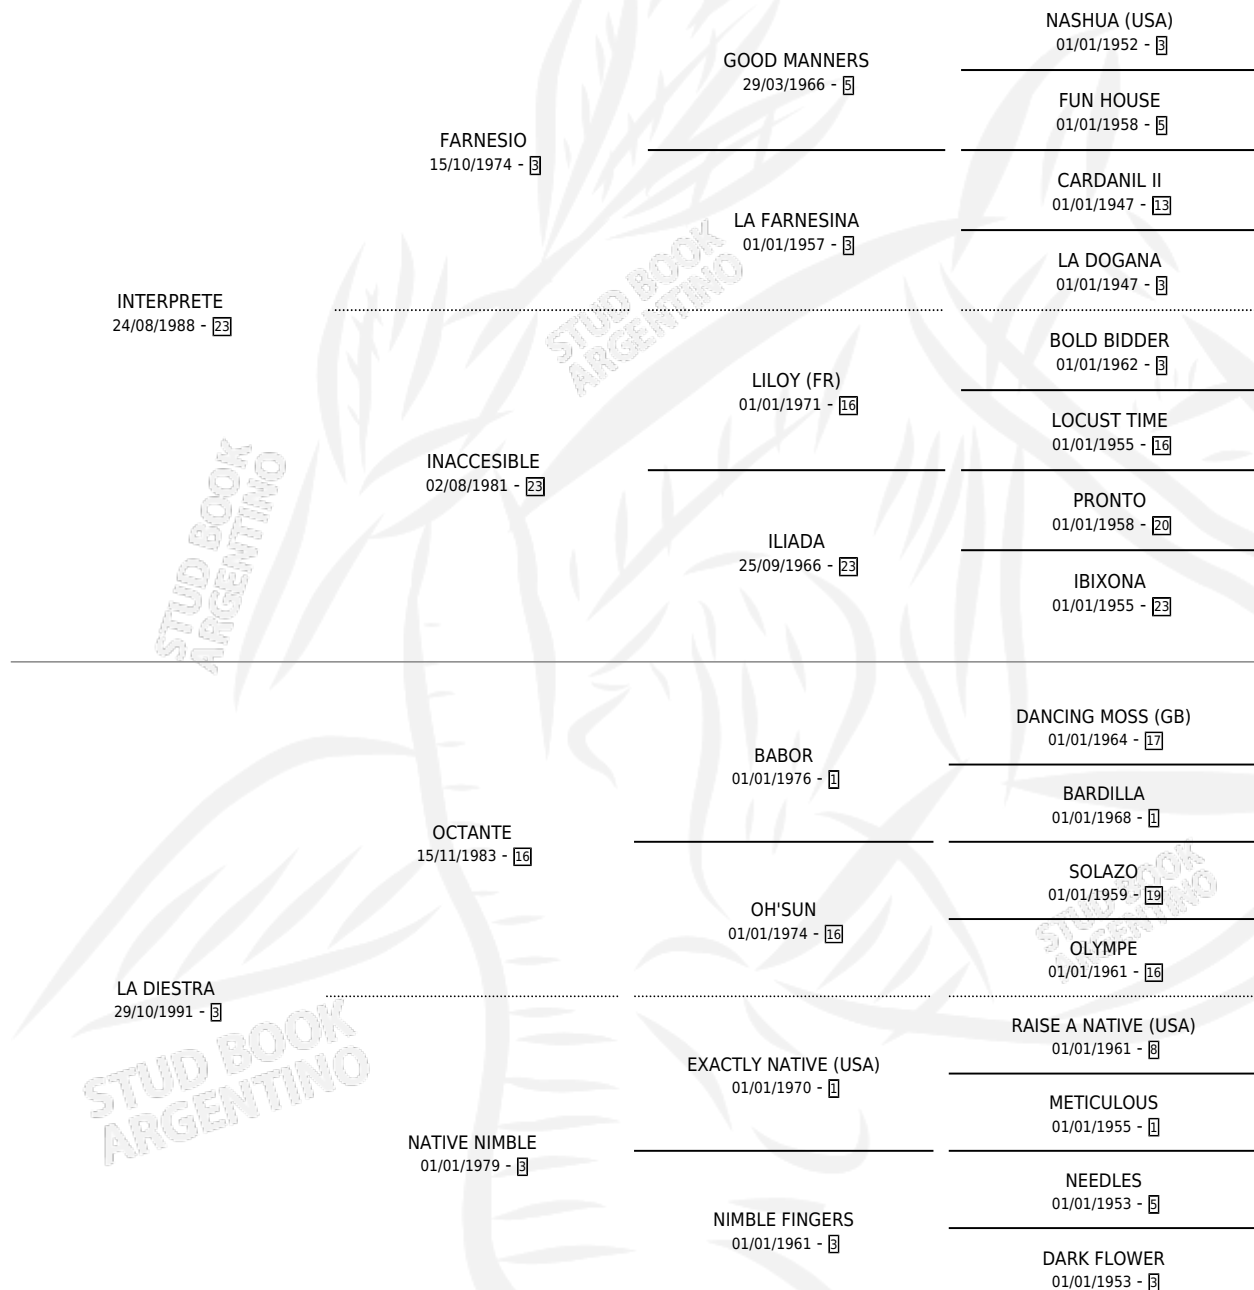 NASHUA (USA)
01/01/1952 - 3
GOOD MANNERS
29/03/1966 - 5
FUN HOUSE
01/01/1958 - 5
FARNESIO
15/10/1974 - 3
CARDANIL II
01/01/1947 - 13
LA FARNESINA
01/01/1957 - 3
LA DOGANA
01/01/1947 - 3
INTERPRETE
24/08/1988 - 23
BOLD BIDDER
01/01/1962 - 3
LILOY (FR)
01/01/1971 - 16
LOCUST TIME
01/01/1955 - 16
INACCESIBLE
02/08/1981 - 23
PRONTO
01/01/1958 - 20
ILIADA
25/09/1966 - 23
IBIXONA
01/01/1955 - 23
DANCING MOSS (GB)
01/01/1964 - 17
BABOR
01/01/1976 - 1
BARDILLA
01/01/1968 - 1
OCTANTE
15/11/1983 - 16
SOLAZO
01/01/1959 - 19
OH'SUN
01/01/1974 - 16
OLYMPE
01/01/1961 - 16
LA DIESTRA
29/10/1991 - 3
RAISE A NATIVE (USA)
01/01/1961 - 8
EXACTLY NATIVE (USA)
01/01/1970 - 1
METICULOUS
01/01/1955 - 1
NATIVE NIMBLE
01/01/1979 - 3
NEEDLES
01/01/1953 - 5
NIMBLE FINGERS
01/01/1961 - 3
DARK FLOWER
01/01/1953 - 3
STUD BOOK
ARGENTINO
STUD BOOK
ARGENTINO
STUD BOOK
ARGENTINO
STUD BOOK
ARGENTINO